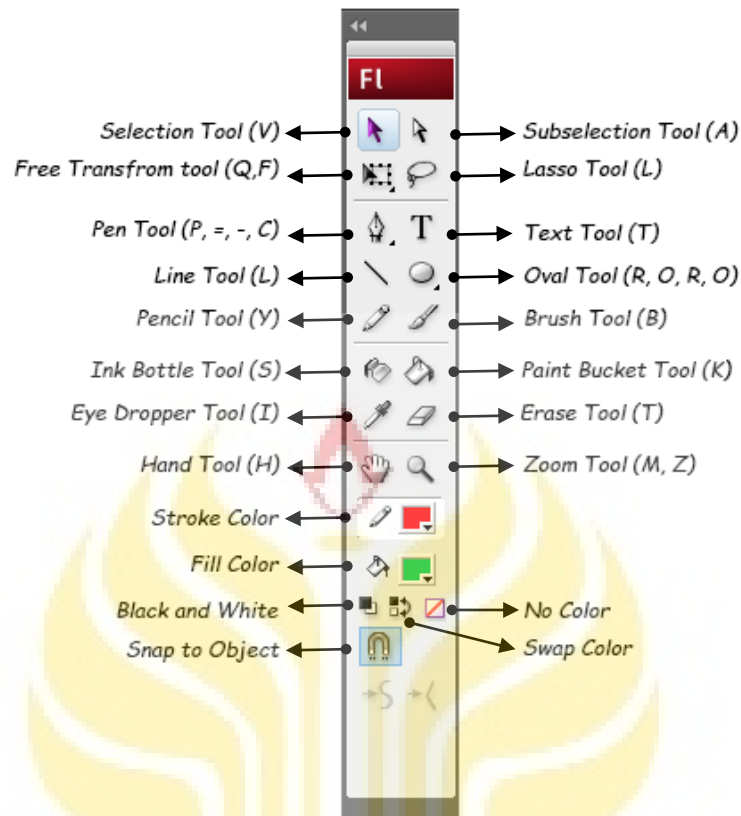 Fl
Selection Tool (V)
Subselection Tool (A)
Free Transfrom tool (Q,F)
Lasso Tool (L)
Pen Tool (P, =, -, C)
T
Text Tool (T)
Line Tool (L)
Oval Tool (R, O, R, O)
Pencil Tool (Y)
Brush Tool (B)
Ink Bottle Tool (S)
Paint Bucket Tool (K)
Eye Dropper Tool (I)
Erase Tool (T)
Hand Tool (H)
Zoom Tool (M, Z)
Stroke Color
Fill Color
Black and White
No Color
Snap to Object
Swap Color